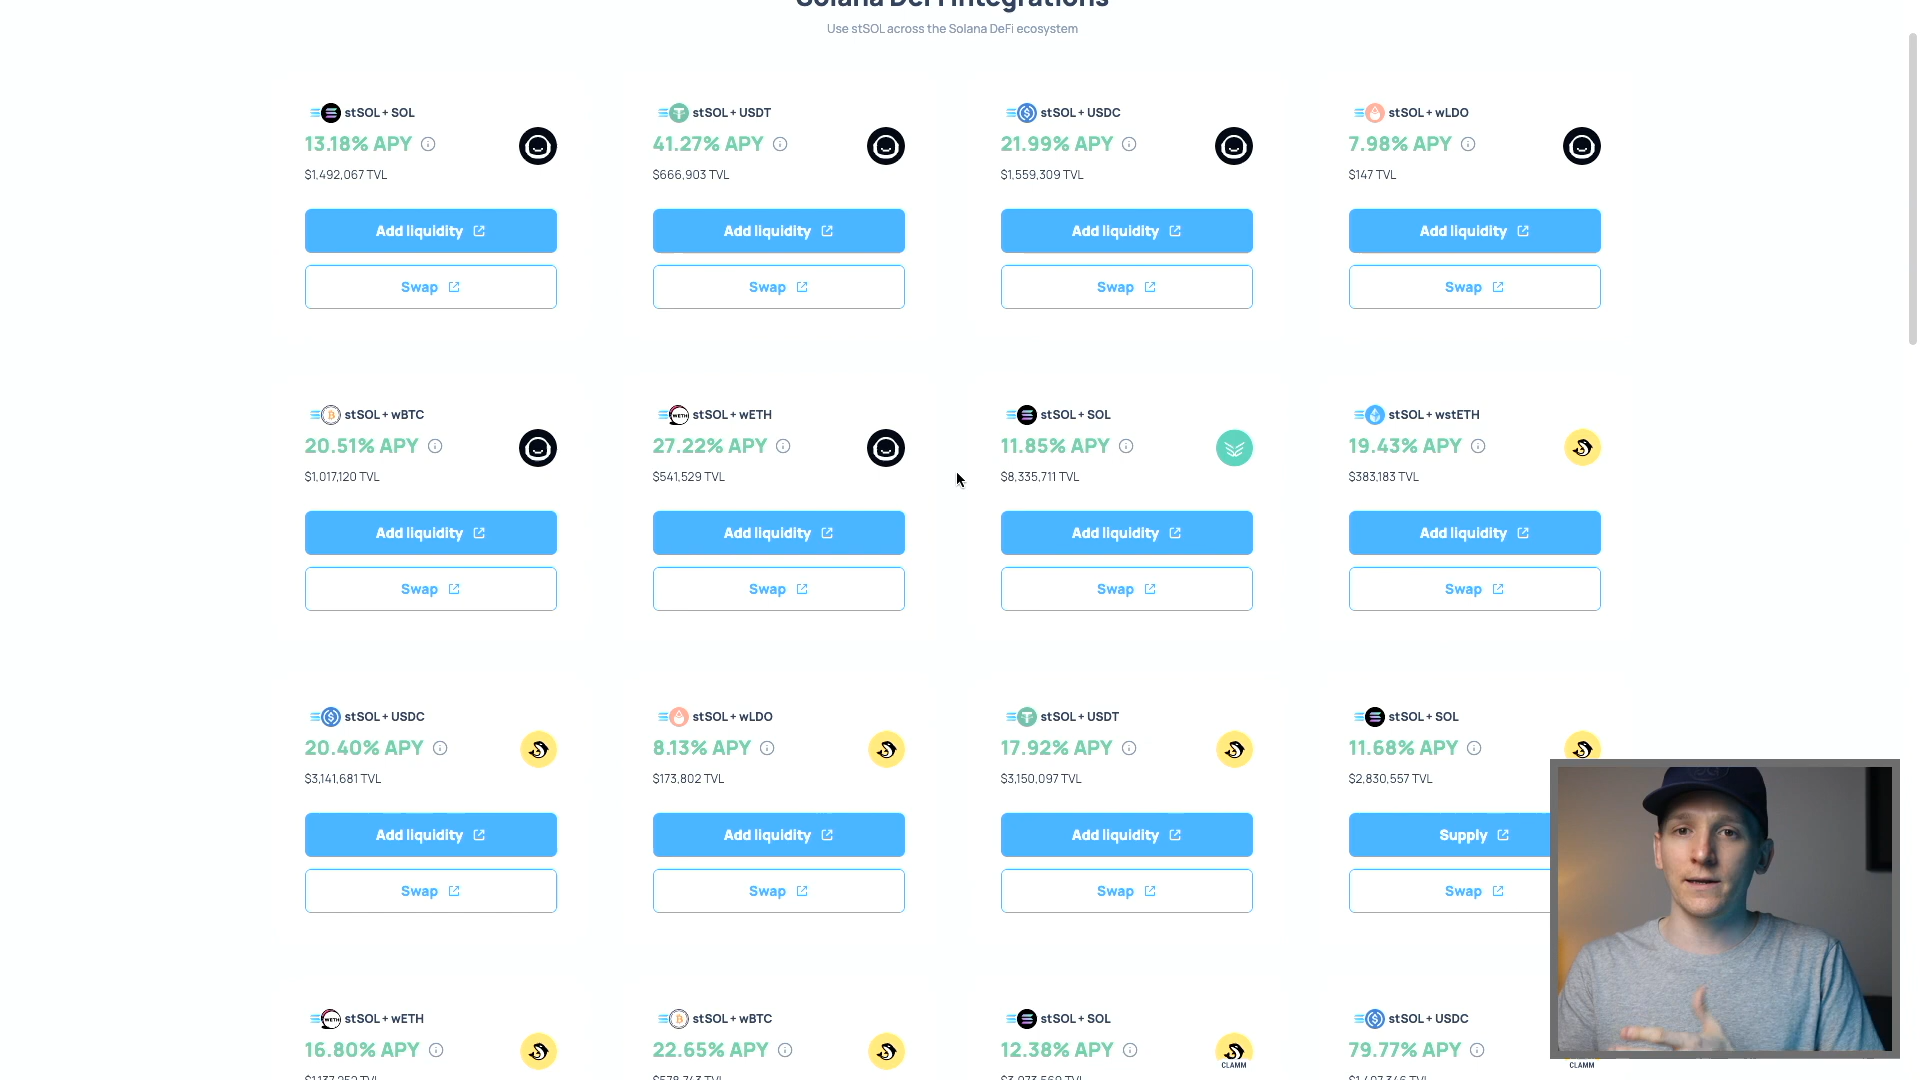 Solana DeFi Integrations
Use stSOL across the Solana DeFi ecosystem
stSOL + SOL
13.18% APY
$1,492,067 TVL
Add liquidity
Swap
stSOL + USDT
41.27% APY
$666,903 TVL
Add liquidity
Swap
stSOL + USDC
21.99% APY
$1,559,309 TVL
Add liquidity
Swap
stSOL + wLDO
7.98% APY
$147 TVL
Add liquidity
Swap
stSOL + wBTC
20.51% APY
$1,017,120 TVL
Add liquidity
Swap
WETH
stSOL + wETH
27.22% APY
$541,529 TVL
Add liquidity
Swap
stSOL + SOL
11.85% APY
$8,335,711 TVL
Add liquidity
Swap
stSOL + wstETH
19.43% APY
$383,183 TVL
Add liquidity
Swap
stSOL + USDC
20.40% APY
$3,141,681 TVL
Add liquidity
Swap
stSOL + wLDO
8.13% APY
$173,802 TVL
Add liquidity
Swap
stSOL + USDT
17.92% APY
$3,150,097 TVL
Add liquidity
Swap
stSOL + SOL
11.68% APY
$2,830,557 TVL
Supply
Swap
WETH
stSOL + wETH
16.80% APY
stSOL + wBTC
22.65% APY
stSOL + SOL
12.38% APY
CLAMM
stSOL + USDC
79.77% APY
CLAMM